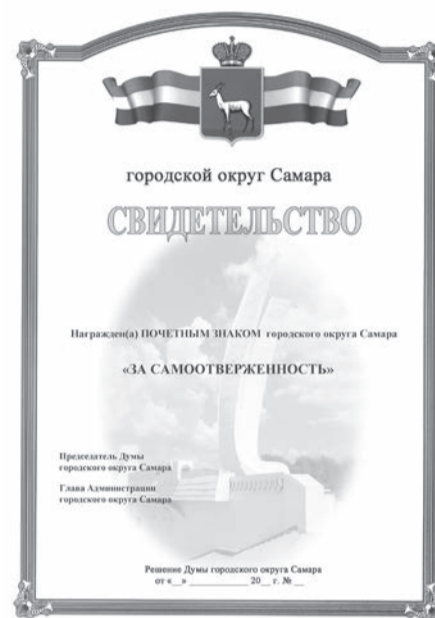 городской округ Самара
СВИДЕТЕЛЬСТВО
Награжден(а) ПОЧЕТНЫМ ЗНАКОМ городского округа Самара
«ЗА САМООТВЕРЖЕННОСТЬ»
Председатель Думы
городского округа Самара
Глава Администрации
городского округа Самара
Решение Думы городского округа Самара
от «__» ____________ 20__ г. № __